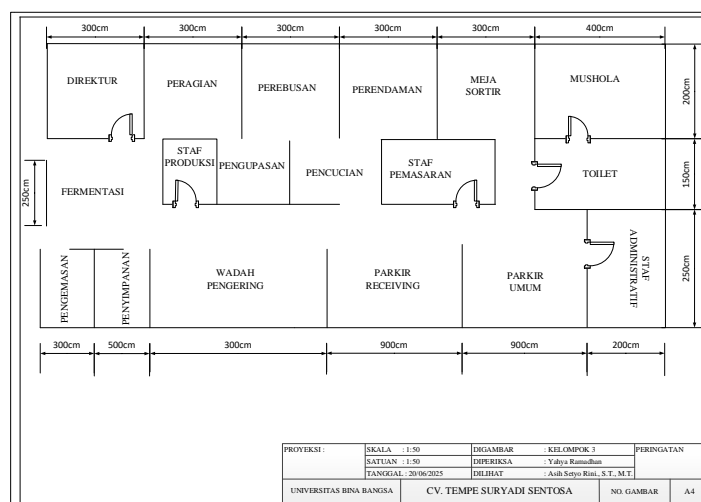 300cm
300cm
300cm
300cm
300cm
400cm
DIREKTUR
PERAGIAN
PEREBUSAN
PERENDAMAN
MEJA
SORTIR
MUSHOLA
200cm
STAF
PRODUKSI
PENGUPASAN
PENCUCIAN
STAF
PEMASARAN
TOILET
150cm
250cm
FERMENTASI
PENGEMASAN
PENYIMPANAN
WADAH
PENGERING
PARKIR
RECEIVING
PARKIR
UMUM
STAF
ADMINISTRATIF
250cm
300cm
500cm
300cm
900cm
900cm
200cm
PROYEKSI :
SKALA : 1:50
DIGAMBAR : KELOMPOK 3
PERINGATAN
SATUAN : 1:50
DIPERIKSA : Yahya Ramadhan
TANGGAL : 20/06/2025
DILIHAT : Asih Setyo Rini., S.T., M.T.
UNIVERSITAS BINA BANGSA
CV. TEMPE SURYADI SENTOSA
NO. GAMBAR
A4